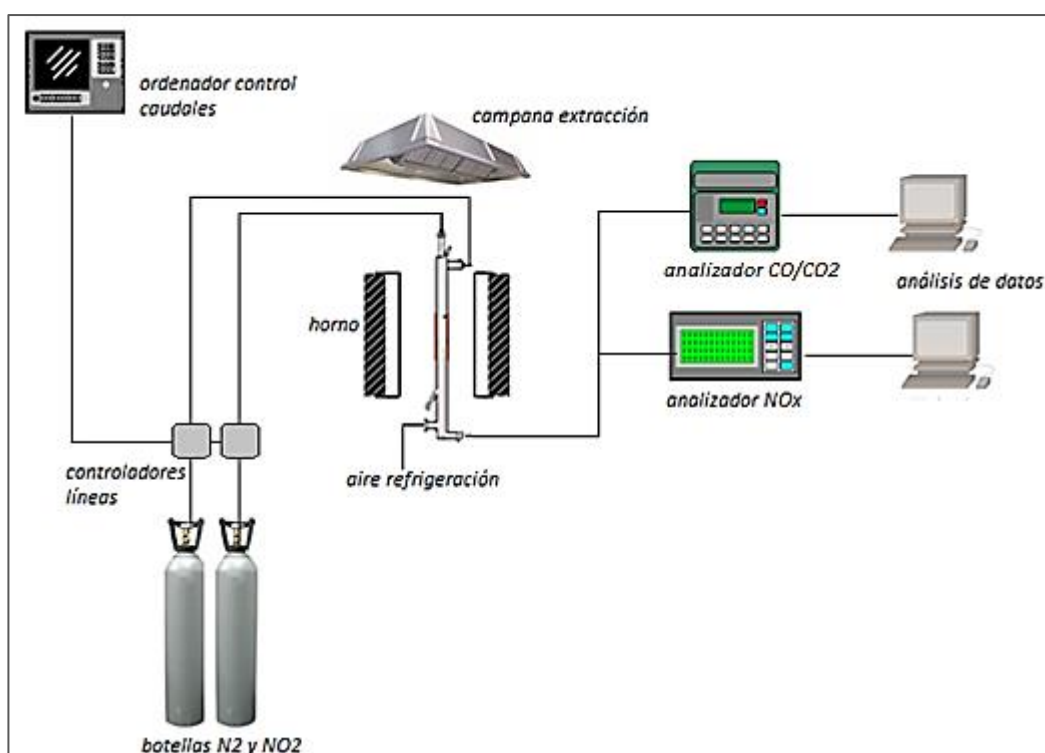 ordenador control
caudales
campana extracción
analizador CO/CO2
análisis de datos
horno
analizador NOx
controladores
líneas
aire refrigeración
botellas N2 y NO2